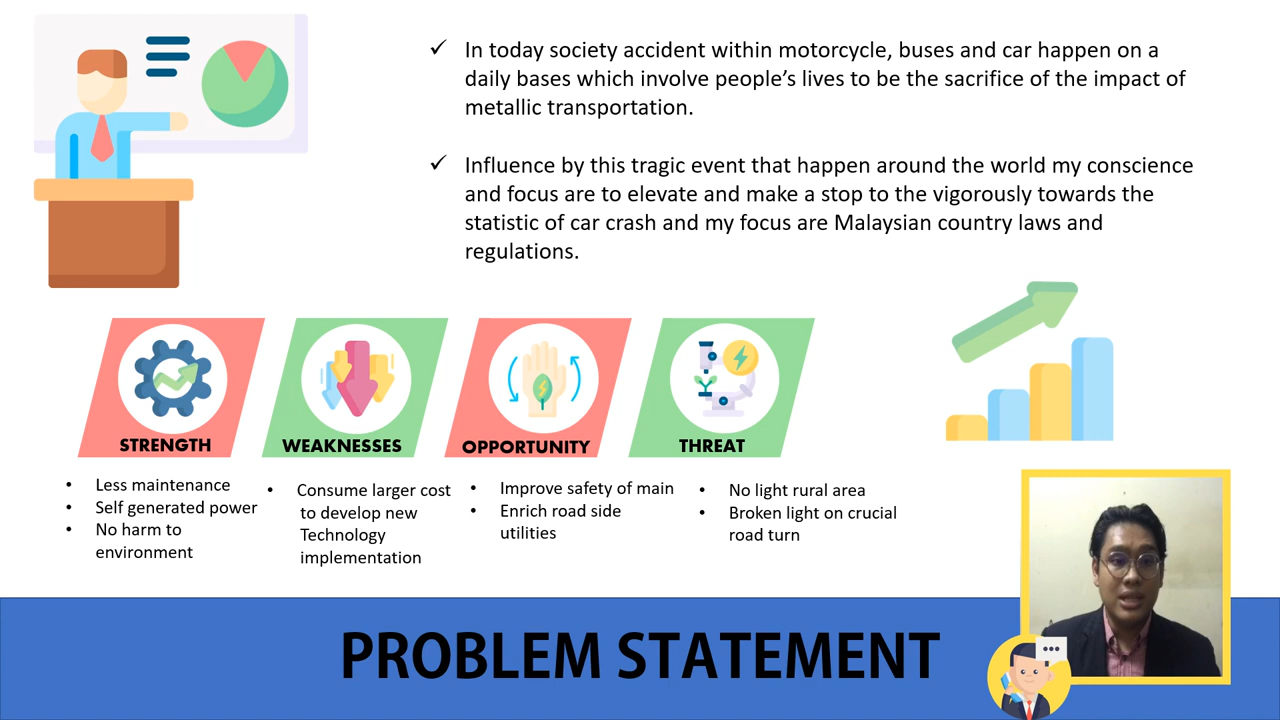 ✓ In today society accident within motorcycle, buses and car happen on a
daily bases which involve people's lives to be the sacrifice of the impact of
metallic transportation.
✓ Influence by this tragic event that happen around the world my conscience
and focus are to elevate and make a stop to the vigorously towards the
statistic of car crash and my focus are Malaysian country laws and
regulations.
STRENGTH
• Less maintenance
• Self generated power
• No harm to
environment
WEAKNESSES
• Consume larger cost
to develop new
Technology
implementation
OPPORTUNITY
• Improve safety of main
• Enrich road side
utilities
THREAT
• No light rural area
• Broken light on crucial
road turn
PROBLEM STATEMENT